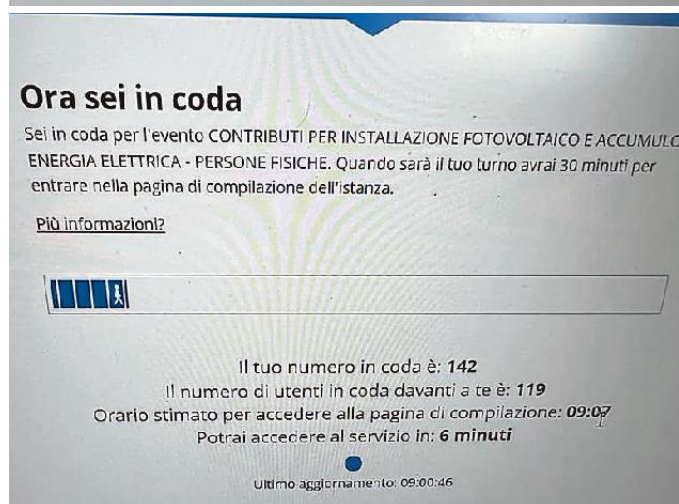 Ora sei in coda
Sei in coda per l'evento CONTRIBUTI PER INSTALLAZIONE FOTOVOLTAICO E ACCUMULO
ENERGIA ELETTRICA - PERSONE FISICHE. Quando sarà il tuo turno avrai 30 minuti per
entrare nella pagina di compilazione dell'istanza.
Più informazioni?
Il tuo numero in coda è: 142
Il numero di utenti in coda davanti a te è: 119
Orario stimato per accedere alla pagina di compilazione: 09:07
Potrai accedere al servizio in: 6 minuti
Ultimo aggiornamento: 09:00:46